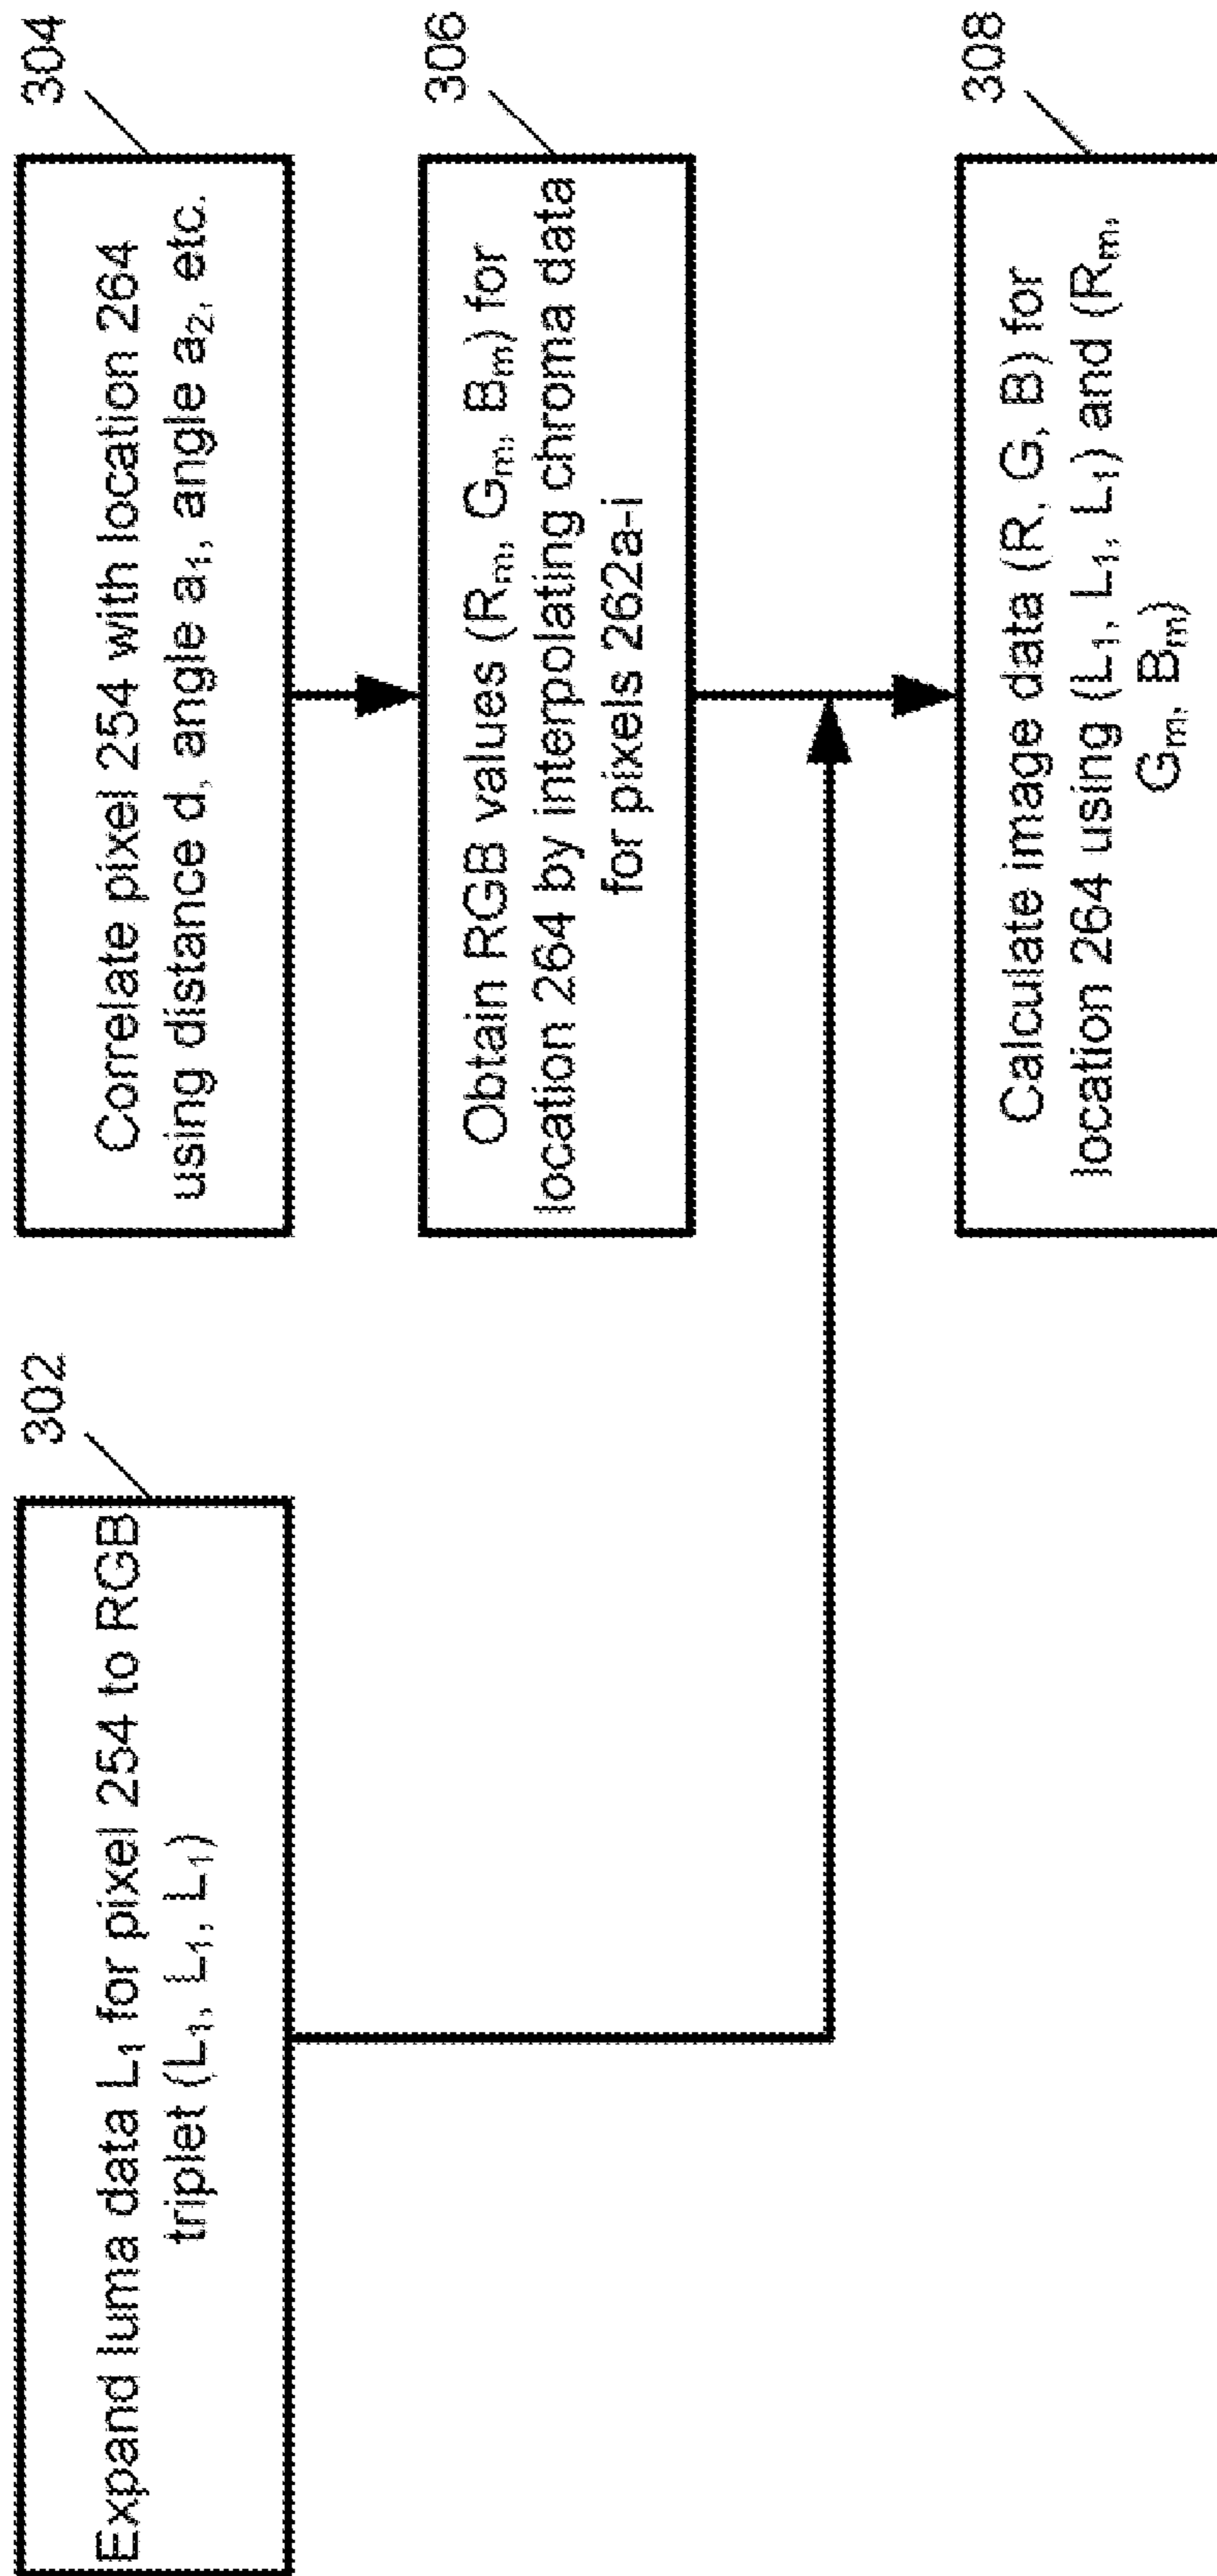 302
Expand luma data L₁ for pixel 254 to RGB
triplet (L₁, L₁, L₁)
304
Correlate pixel 254 with location 264
using distance d, angle a₁, angle a₂, etc.
306
Obtain RGB values (Rₘ, Gₘ, Bₘ) for
location 264 by interpolating chroma data
for pixels 262a-i
308
Calculate image data (R, G, B) for
location 264 using (L₁, L₁, L₁) and (Rₘ,
Gₘ, Bₘ)